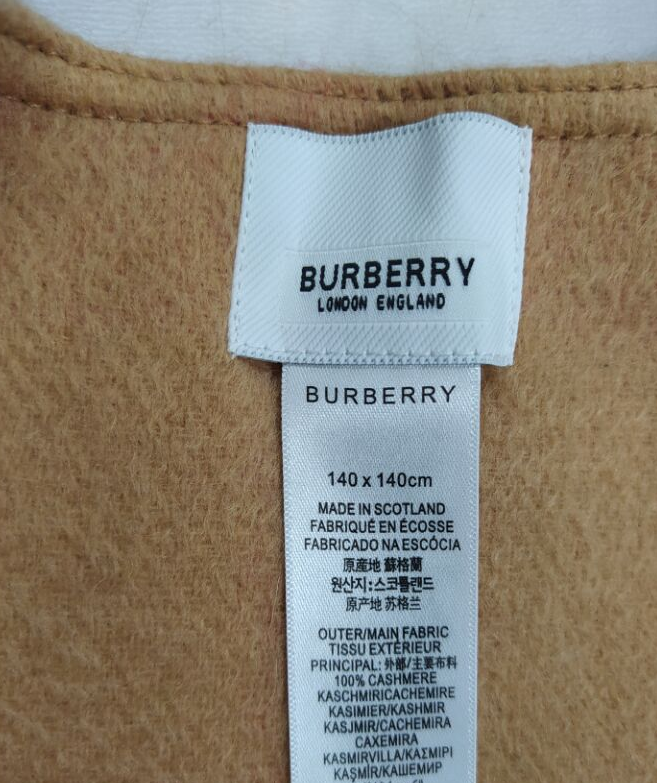 BURBERRY
LONDON ENGLAND
BURBERRY
140 x 140cm
MADE IN SCOTLAND
FABRIQUÉ EN ÉCOSSE
FABRICADO NA ESCÓCIA
原産地 蘇格蘭
원산지:스코틀랜드
原产地 苏格兰
OUTER/MAIN FABRIC
TISSU EXTÉRIEUR
PRINCIPAL: 外部/主要布料
100% CASHMERE
KASCHMIRICACHEMIRE
KASIMIER/KASHMIR
KASJMIR/CACHEMIRA
CAXEMIRA
KASMIRVILLA/ΚΑΣΜΙΡΙ
KAŞMİR/КАШЕМИР